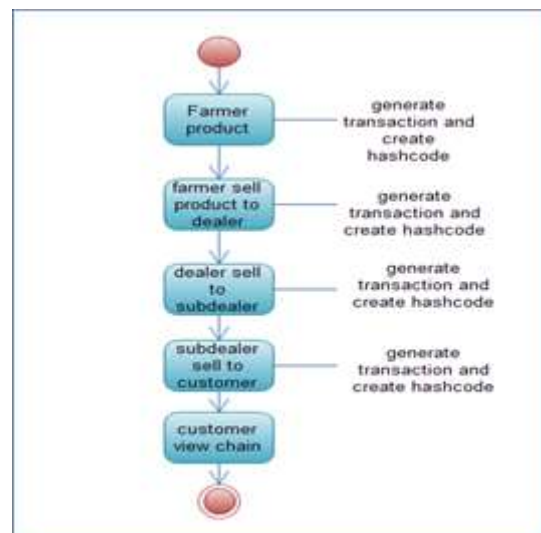 Farmer
product
generate
transaction and
create
hashcode
farmer sell
product to
dealer
generate
transaction and
create hashcode
dealer sell
to
subdealer
generate
transaction and
create hashcode
subdealer
sell to
customer
generate
transaction and
create hashcode
customer
view chain